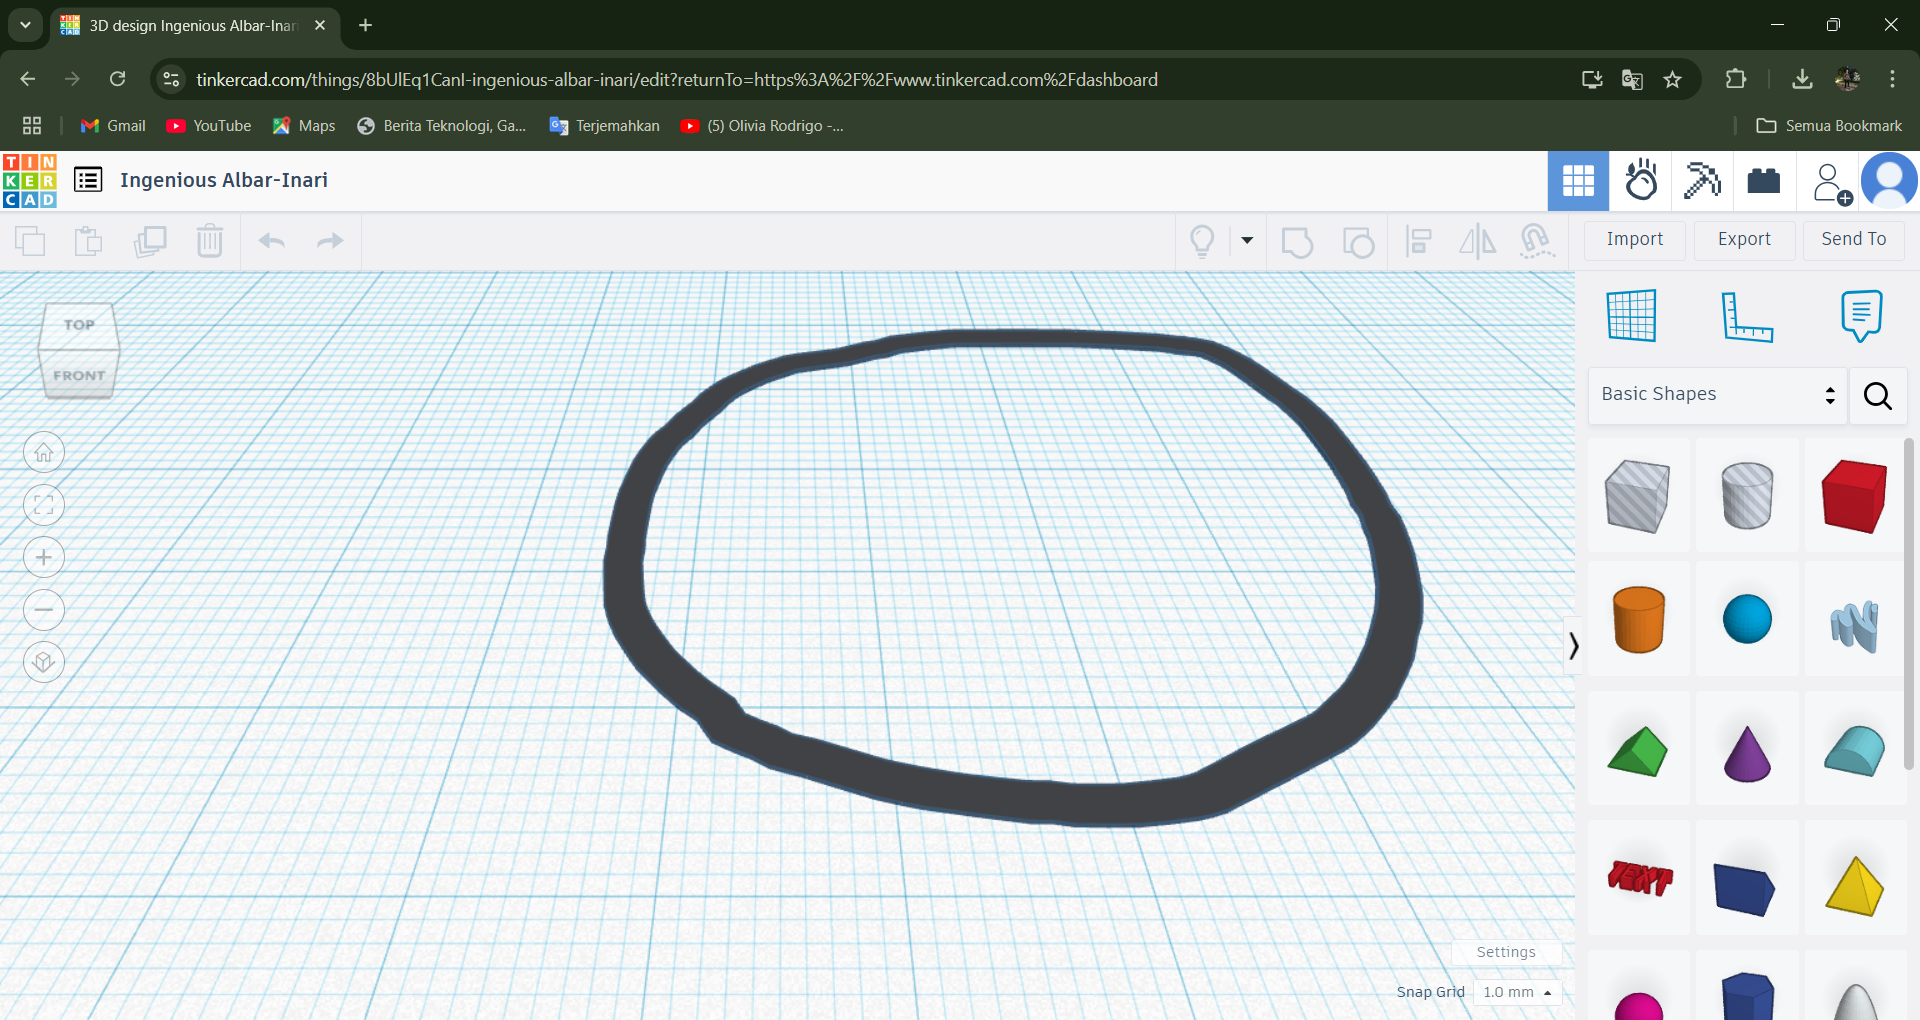 3D design Ingenious Albar-Inari
tinkercad.com/things/8bUlEq1Canl-ingenious-albar-inari/edit?returnTo=https%3A%2F%2Fwww.tinkercad.com%2Fdashboard
Gmail YouTube Maps Berita Teknologi, Ga... Terjemahkan (5) Olivia Rodrigo -... Semua Bookmark
TIN
KER
CAD
Ingenious Albar-Inari
Import Export Send To
TOP
FRONT
Basic Shapes
TEXT
Settings
Snap Grid 1.0 mm